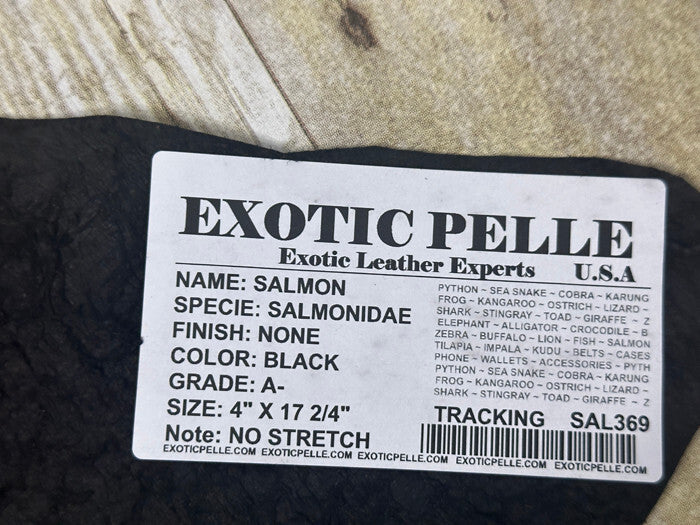 EXOTIC PELLE
Exotic Leather Experts U.S.A
NAME: SALMON
SPECIE: SALMONIDAE
FINISH: NONE
COLOR: BLACK
GRADE: A-
SIZE: 4" X 17 2/4"
Note: NO STRETCH
PYTHON ~ SEA SNAKE ~ COBRA ~ KARUNG
FROG ~ KANGAROO ~ OSTRICH ~ LIZARD ~
SHARK ~ STINGRAY ~ TOAD ~ GIRAFFE ~ Z
ELEPHANT ~ ALLIGATOR ~ CROCODILE ~ B
ZEBRA ~ BUFFALO ~ LION ~ FISH ~ SALMON
TILAPIA ~ IMPALA ~ KUDU ~ BELTS ~ CASES
PHONE ~ WALLETS ~ ACCESSORIES ~ PYTH
PYTHON ~ SEA SNAKE ~ COBRA ~ KARUNG
FROG ~ KANGAROO ~ OSTRICH ~ LIZARD ~
SHARK ~ STINGRAY ~ TOAD ~ GIRAFFE ~ Z
TRACKING SAL369
EXOTICPELLE.COM EXOTICPELLE.COM EXOTICPELLE.COM EXOTICPELLE.COM EXOTICPELLE.COM